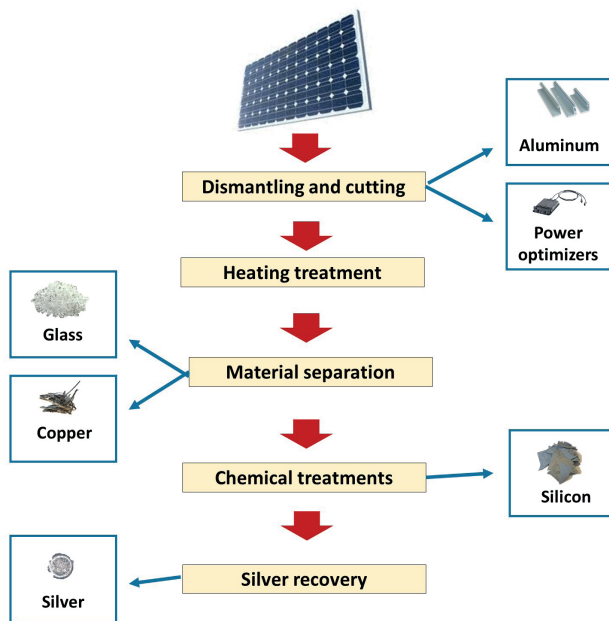 Aluminum
Dismantling and cutting
Power
optimizers
Heating treatment
Glass
Material separation
Copper
Chemical treatments
Silicon
Silver recovery
Silver